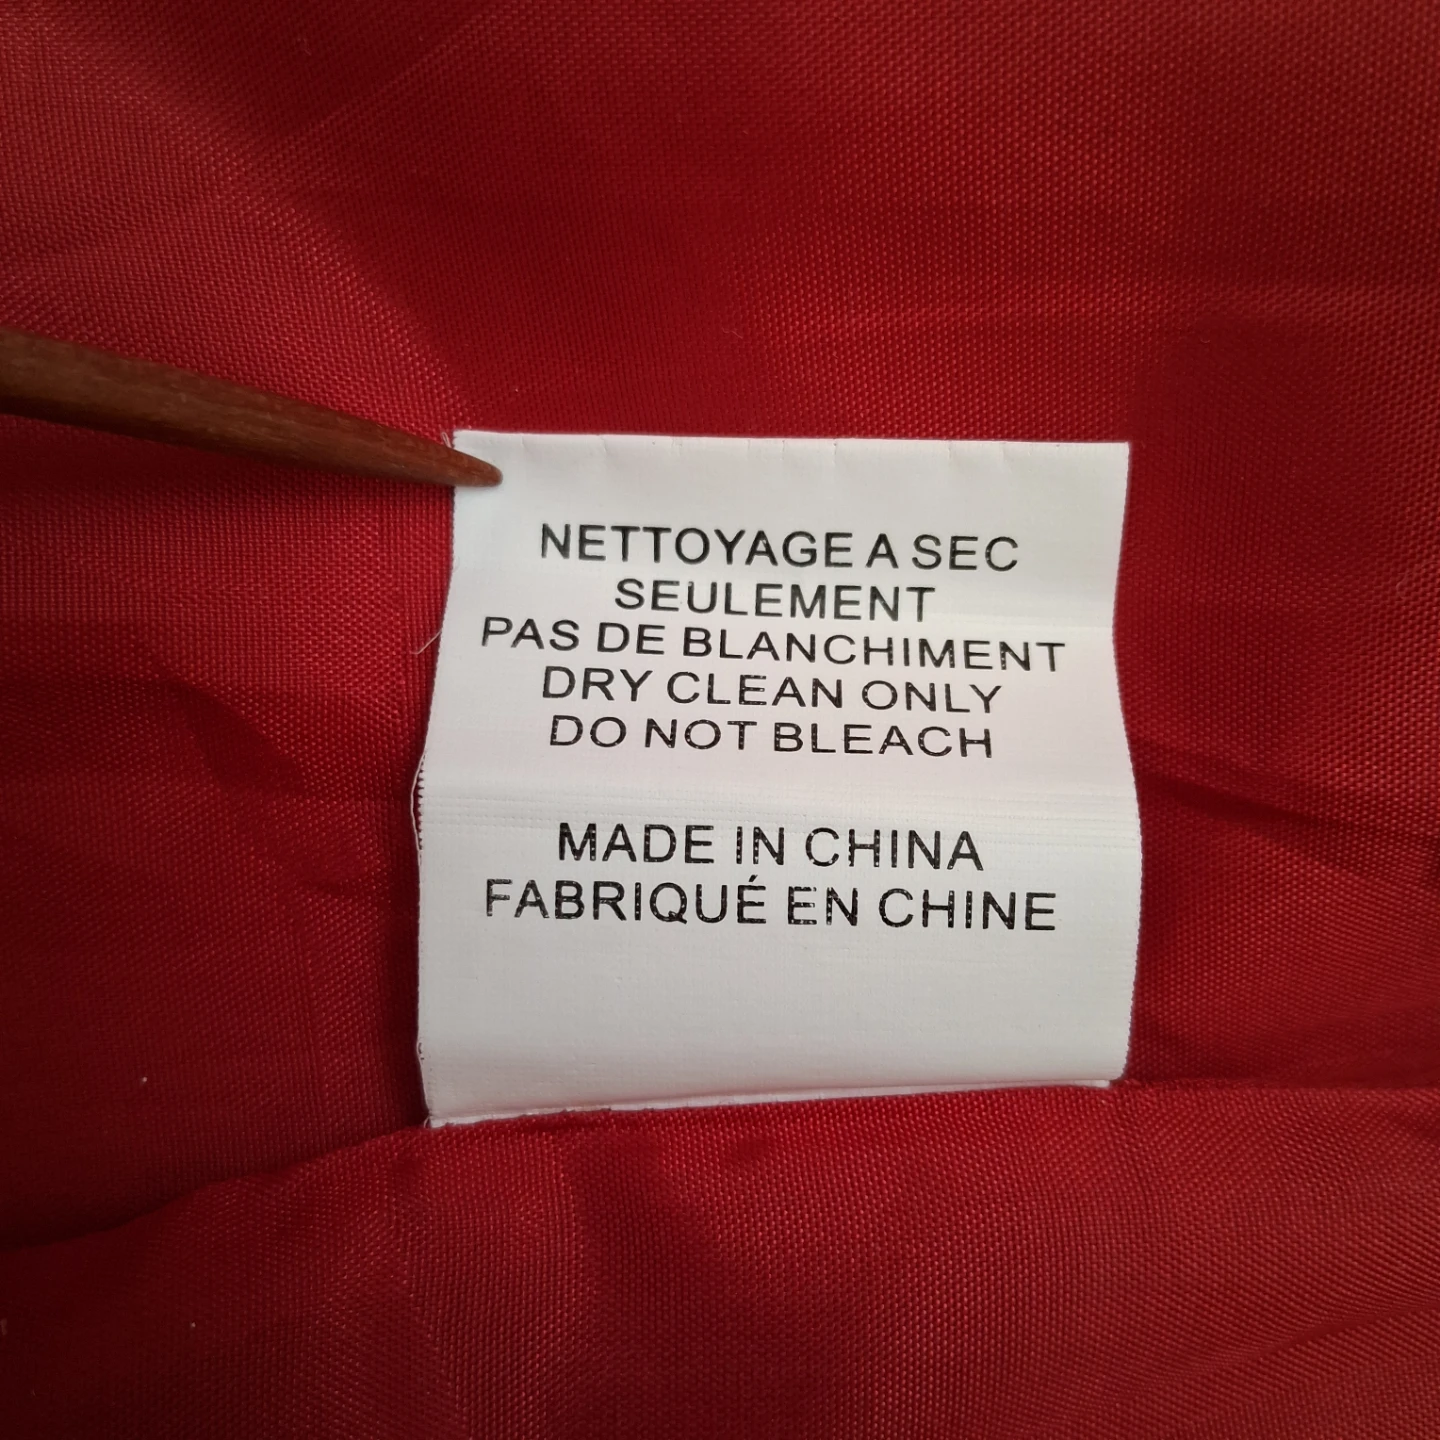 NETTOYAGE A SEC
SEULEMENT
PAS DE BLANCHIMENT
DRY CLEAN ONLY
DO NOT BLEACH
MADE IN CHINA
FABRIQUÉ EN CHINE